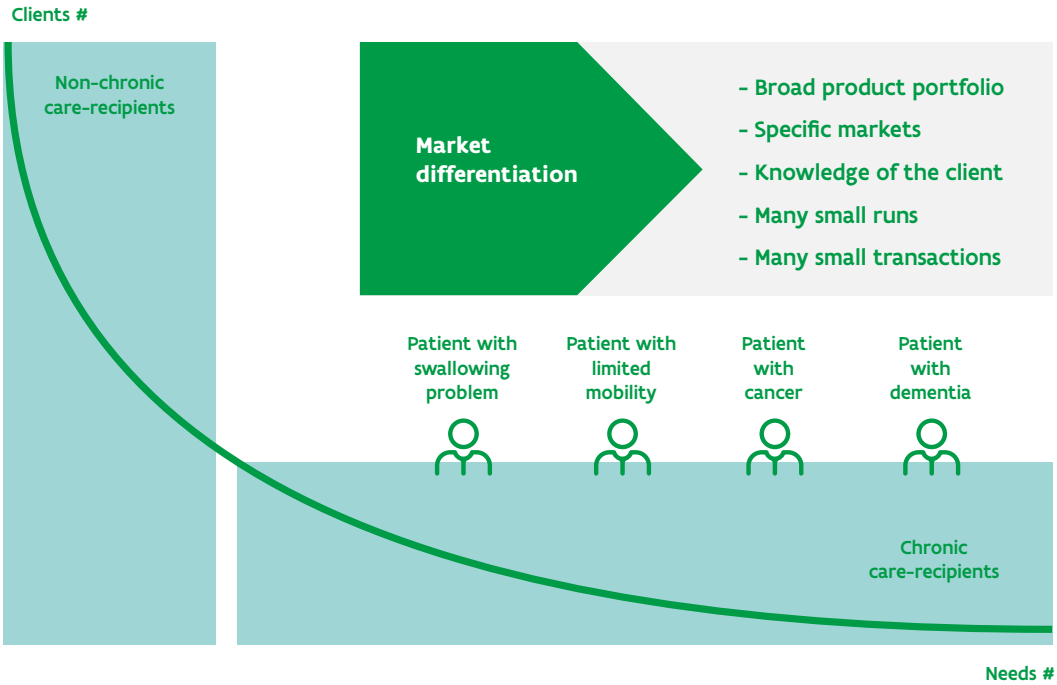 Clients #
Non-chronic
care-recipients
Market
differentiation
- Broad product portfolio
- Specific markets
- Knowledge of the client
- Many small runs
- Many small transactions
Patient with
swallowing
problem
Patient with
limited
mobility
Patient
with
cancer
Patient
with
dementia
Chronic
care-recipients
Needs #